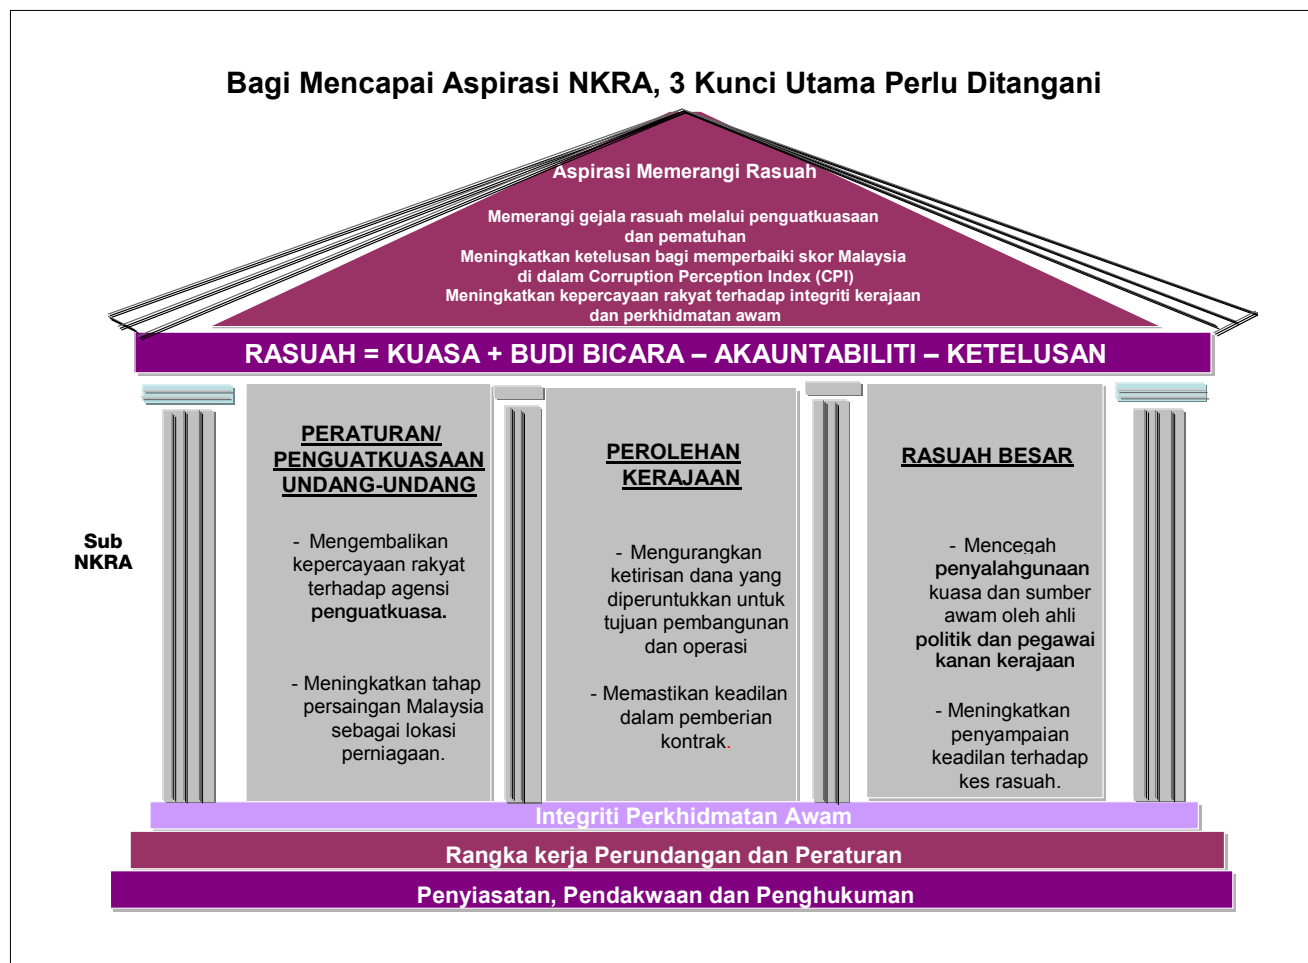 Bagi Mencapai Aspirasi NKRA, 3 Kunci Utama Perlu Ditangani
Aspirasi Memerangi Rasuah
Memerangi gejala rasuah melalui penguatkuasaan
dan pematuhan
Meningkatkan ketelusan bagi memperbaiki skor Malaysia
di dalam Corruption Perception Index (CPI)
Meningkatkan kepercayaan rakyat terhadap integriti kerajaan
dan perkhidmatan awam
RASUAH = KUASA + BUDI BICARA – AKAUNTABILITI – KETELUSAN
Sub
NKRA
PERATURAN/
PENGUATKUASAAN
UNDANG-UNDANG
- Mengembalikan
kepercayaan rakyat
terhadap agensi
penguatkuasa.
- Meningkatkan tahap
persaingan Malaysia
sebagai lokasi
perniagaan.
PEROLEHAN
KERAJAAN
- Mengurangkan
ketirisan dana yang
diperuntukkan untuk
tujuan pembangunan
dan operasi
- Memastikan keadilan
dalam pemberian
kontrak.
RASUAH BESAR
- Mencegah
penyalahgunaan
kuasa dan sumber
awam oleh ahli
politik dan pegawai
kanan kerajaan
- Meningkatkan
penyampaian
keadilan terhadap
kes rasuah.
Integriti Perkhidmatan Awam
Rangka kerja Perundangan dan Peraturan
Penyiasatan, Pendakwaan dan Penghukuman